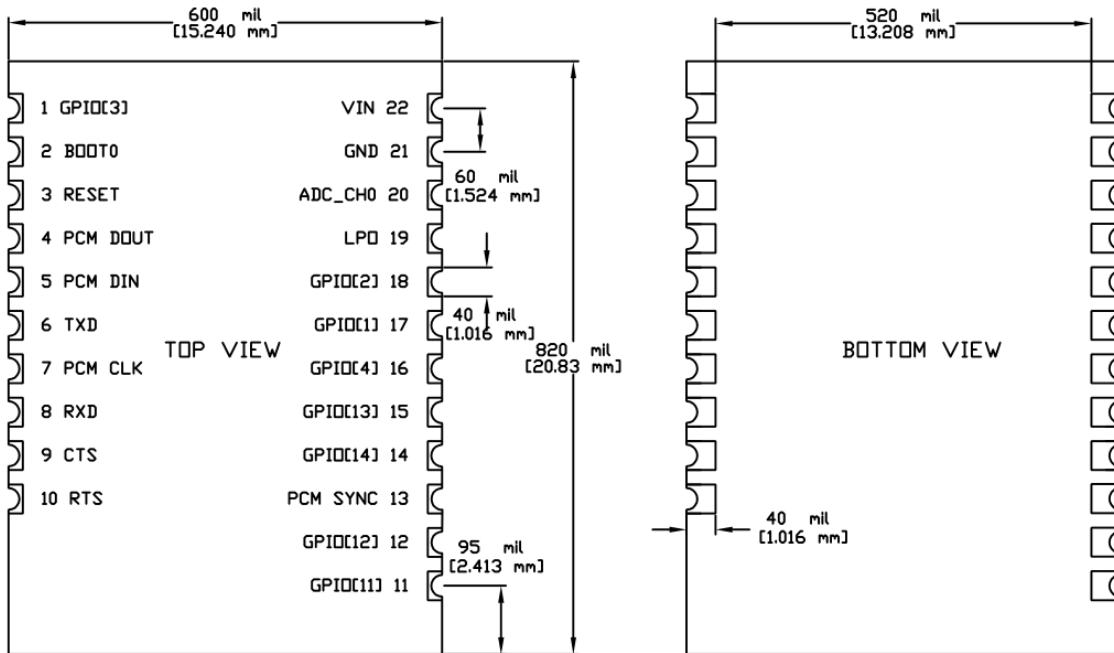 600 mil
[15.240 mm]
520 mil
[13.208 mm]
1 GPIO[3]
2 BOOT0
3 RESET
4 PCM DOUT
5 PCM DIN
6 TXD
7 PCM CLK
8 RXD
9 CTS
10 RTS
TOP VIEW
VIN 22
GND 21
ADC_CH0 20
LPO 19
GPIO[2] 18
GPIO[1] 17
GPIO[4] 16
GPIO[13] 15
GPIO[14] 14
PCM SYNC 13
GPIO[12] 12
GPIO[11] 11
60 mil
[1.524 mm]
40 mil
[1.016 mm]
820 mil
[20.83 mm]
95 mil
[2.413 mm]
BOTTOM VIEW
40 mil
[1.016 mm]